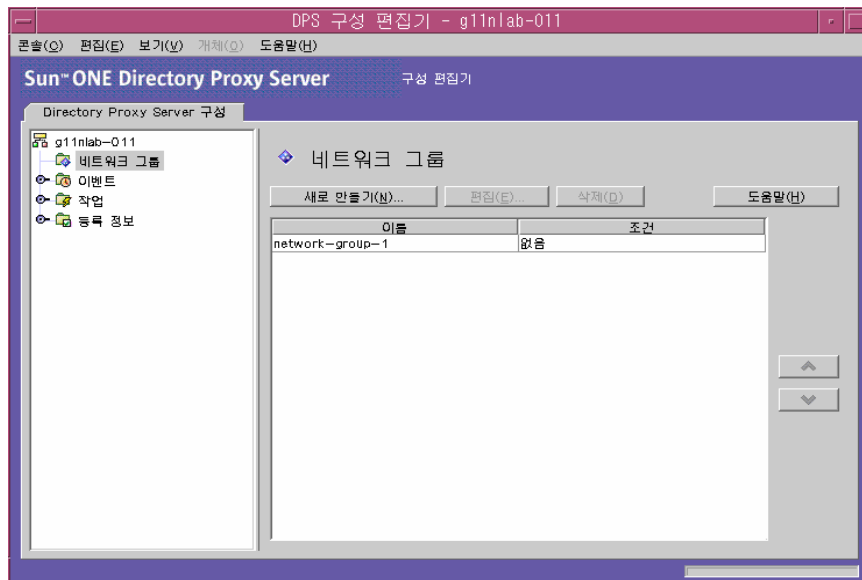 DPS 구성 편집기 - g11nlab-011
콘솔(O) 편집(E) 보기(V) 개체(O) 도움말(H)
Sun™ ONE Directory Proxy Server 구성 편집기
Directory Proxy Server 구성
g11nlab-011
네트워크 그룹
이벤트
작업
등록 정보
네트워크 그룹
새로 만들기(N)... 편집(E)... 삭제(D) 도움말(H)
이름 조건
network-group-1 없음